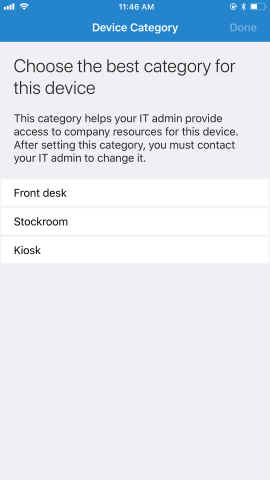 11:46 AM
Device Category
Done
Choose the best category for
this device
This category helps your IT admin provide
access to company resources for this device.
After setting this category, you must contact
your IT admin to change it.
Front desk
Stockroom
Kiosk